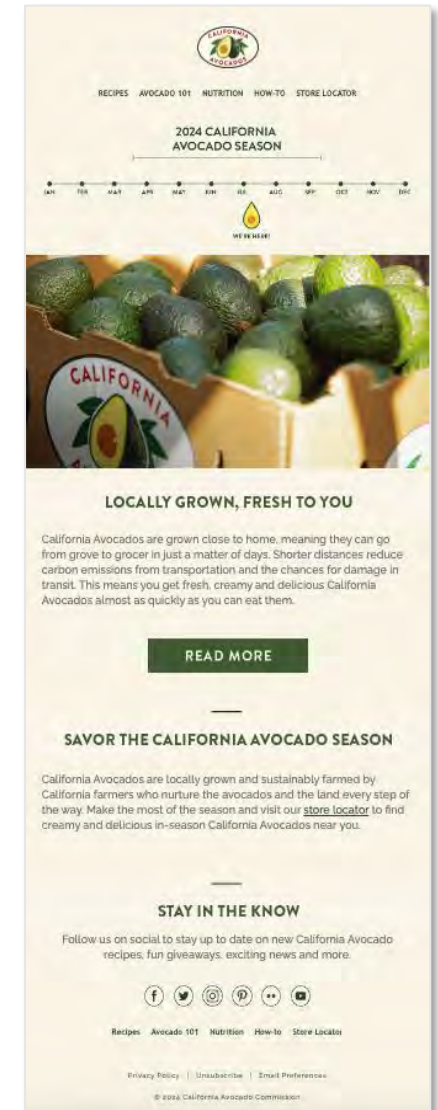 CALIFORNIA
AVOCADOS
RECIPES AVOCADO 101 NUTRITION HOW-TO STORE LOCATOR
2024 CALIFORNIA
AVOCADO SEASON
JAN FEB MAR APR MAY JUN JUL AUG SEP OCT NOV DEC
WE'RE HERE!
CALIFORNIA
LOCALLY GROWN, FRESH TO YOU
California Avocados are grown close to home, meaning they can go
from grove to grocer in just a matter of days. Shorter distances reduce
carbon emissions from transportation and the chances for damage in
transit. This means you get fresh, creamy and delicious California
Avocados almost as quickly as you can eat them.
READ MORE
SAVOR THE CALIFORNIA AVOCADO SEASON
California Avocados are locally grown and sustainably farmed by
California farmers who nurture the avocados and the land every step of
the way. Make the most of the season and visit our store locator to find
creamy and delicious in-season California Avocados near you.
STAY IN THE KNOW
Follow us on social to stay up to date on new California Avocado
recipes, fun giveaways, exciting news and more.
Recipes Avocado 101 Nutrition How-to Store Locator
Privacy Policy | Unsubscribe | Email Preferences
© 2024 California Avocado Commission